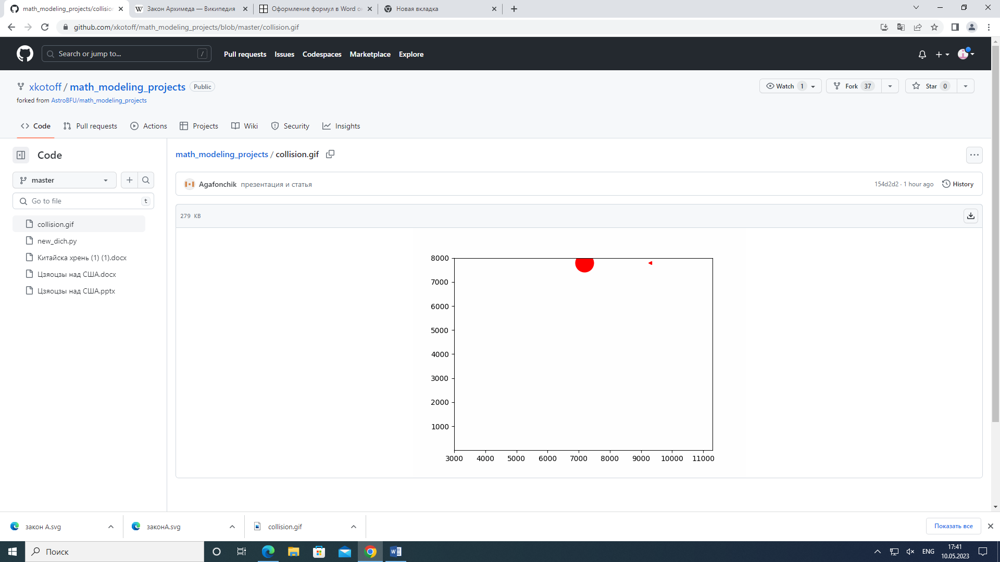 math_modeling_projects/collision
Закон Архимеда — Википедия
Оформление формул в Word он
Новая вкладка
github.com/xkotoff/math_modeling_projects/blob/master/collision.gif
Search or jump to...
/
Pull requests
Issues
Codespaces
Marketplace
Explore
xkotoff / math_modeling_projects
Public
forked from AstroBFU/math_modeling_projects
Watch 1
Fork 37
Star 0
Code
Pull requests
Actions
Projects
Wiki
Security
Insights
Code
master
Go to file
t
collision.gif
new_dich.py
Китайска хрень (1) (1).docx
Цзяоцзы над США.docx
Цзяоцзы над США.pptx
math_modeling_projects / collision.gif
Agafonchik презентация и статья
154d2d2 · 1 hour ago
History
279 KB
8000
7000
6000
5000
4000
3000
2000
1000
3000 4000 5000 6000 7000 8000 9000 10000 11000
закон A.svg
законA.svg
collision.gif
Показать все
Поиск
ENG
17:41
10.05.2023